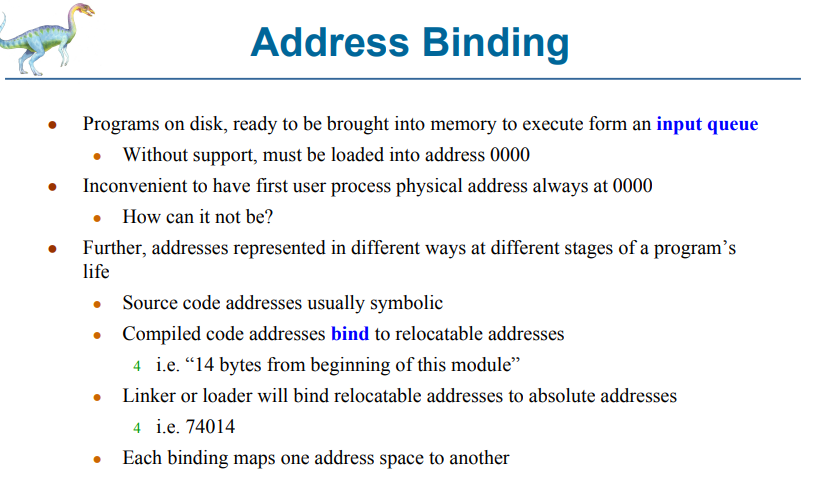 Address Binding
Programs on disk, ready to be brought into memory to execute form an input queue
Without support, must be loaded into address 0000
Inconvenient to have first user process physical address always at 0000
How can it not be?
Further, addresses represented in different ways at different stages of a program’s
life
Source code addresses usually symbolic
Compiled code addresses bind to relocatable addresses
4 i.e. “14 bytes from beginning of this module”
Linker or loader will bind relocatable addresses to absolute addresses
4 i.e. 74014
Each binding maps one address space to another